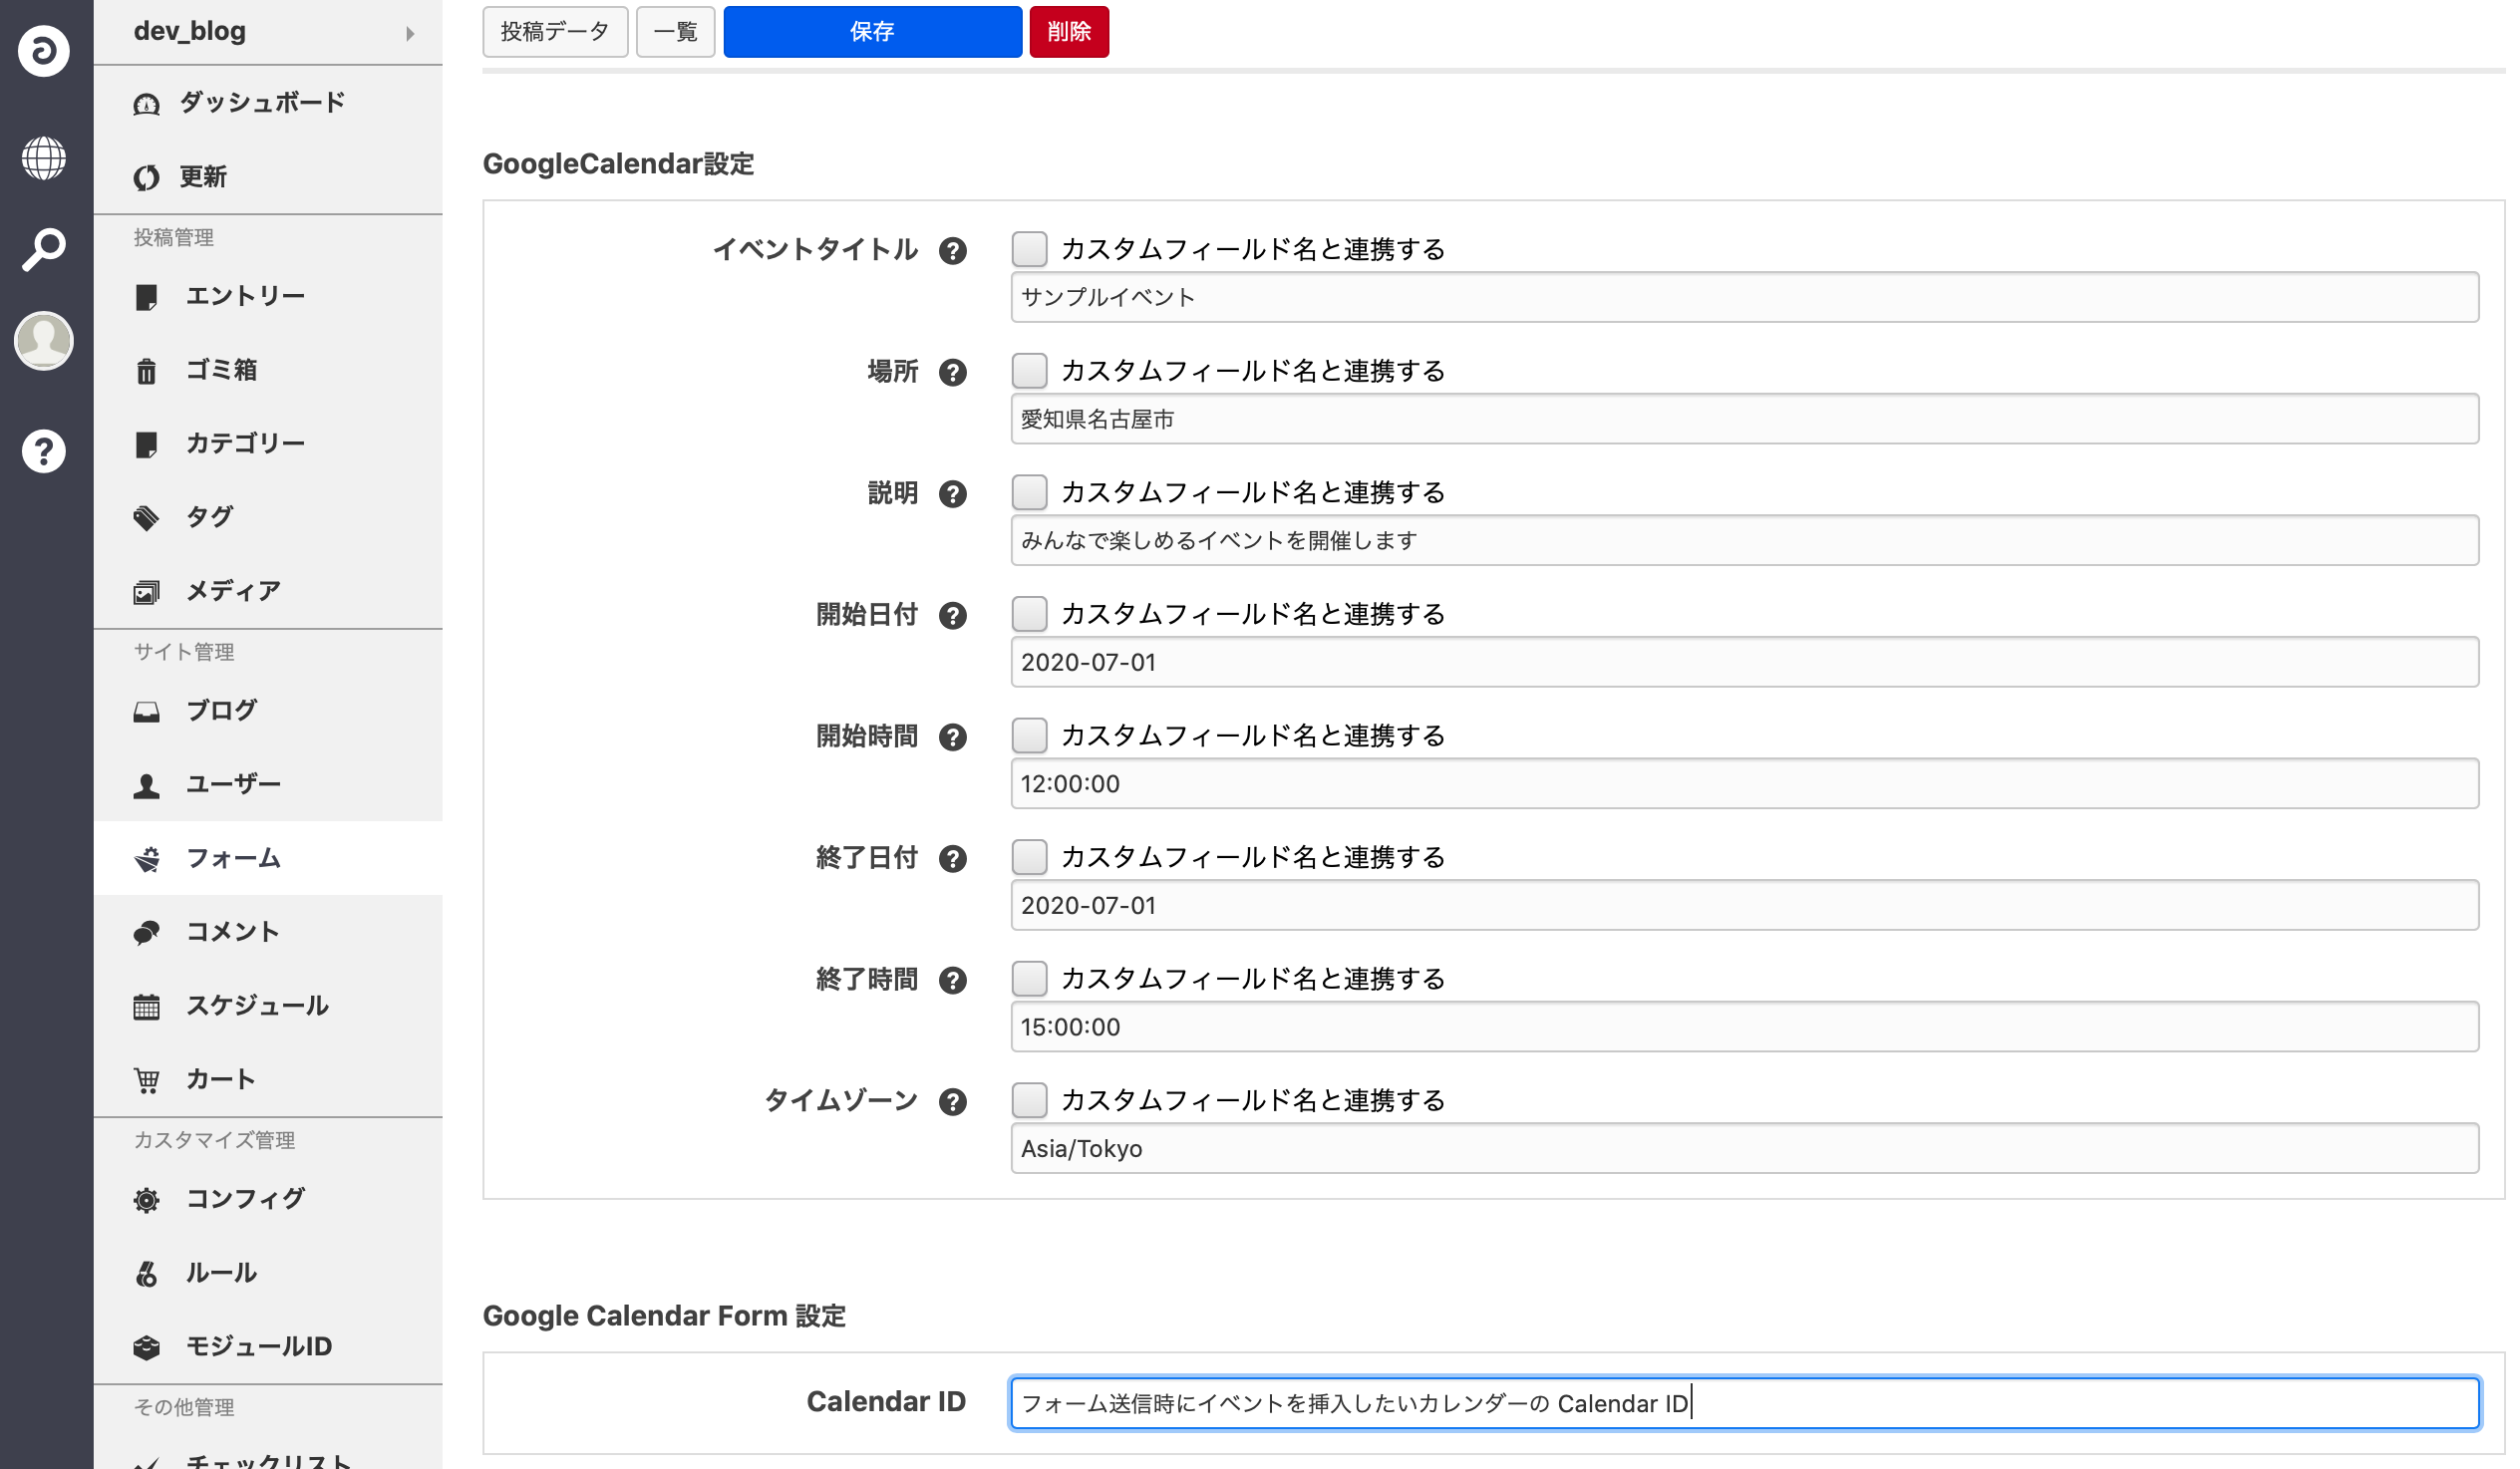 dev_blog
ダッシュボード
更新
投稿管理
エントリー
ゴミ箱
カテゴリー
タグ
メディア
サイト管理
ブログ
ユーザー
フォーム
コメント
スケジュール
カート
カスタマイズ管理
コンフィグ
ルール
モジュールID
その他管理
チェックリスト
投稿データ 一覧 保存 削除
GoogleCalendar設定
イベントタイトル カスタムフィールド名と連携する
サンプルイベント
場所 カスタムフィールド名と連携する
愛知県名古屋市
説明 カスタムフィールド名と連携する
みんなで楽しめるイベントを開催します
開始日付 カスタムフィールド名と連携する
2020-07-01
開始時間 カスタムフィールド名と連携する
12:00:00
終了日付 カスタムフィールド名と連携する
2020-07-01
終了時間 カスタムフィールド名と連携する
15:00:00
タイムゾーン カスタムフィールド名と連携する
Asia/Tokyo
Google Calendar Form 設定
Calendar ID フォーム送信時にイベントを挿入したいカレンダーの Calendar ID